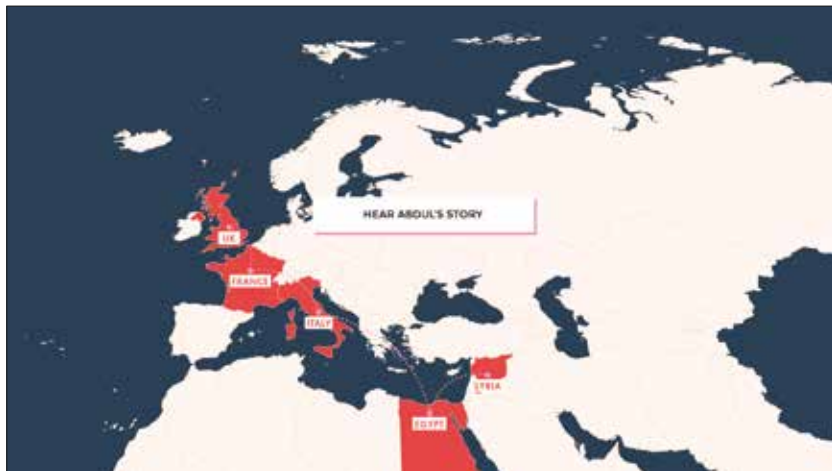 HEAR ABDUL'S STORY
UK
FRANCE
ITALY
SYRIA
EGYPT